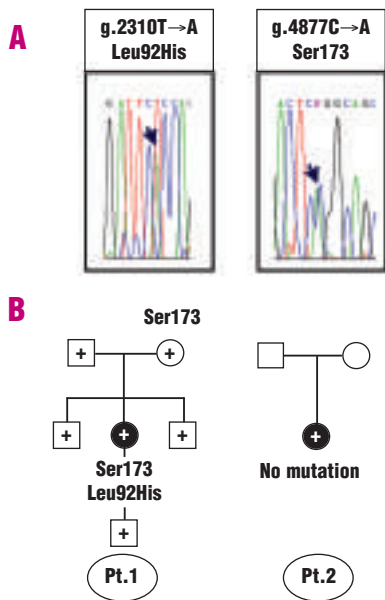 A
g.2310T→A
Leu92His
g.4877C→A
Ser173
B
Ser173
+ +
+ + +
Ser173
Leu92His
+
Pt.1
+
No mutation
Pt.2